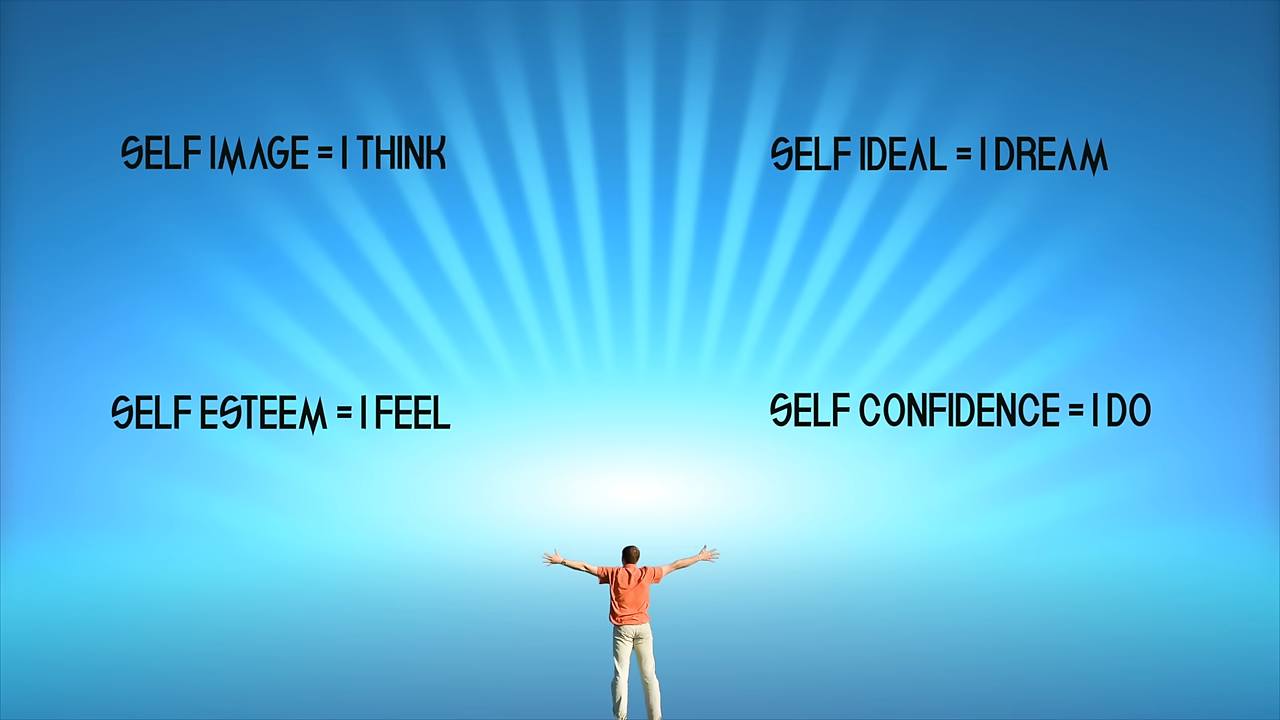 SELF IMAGE = I THINK
SELF IDEAL = I DREAM
SELF ESTEEM = I FEEL
SELF CONFIDENCE = I DO